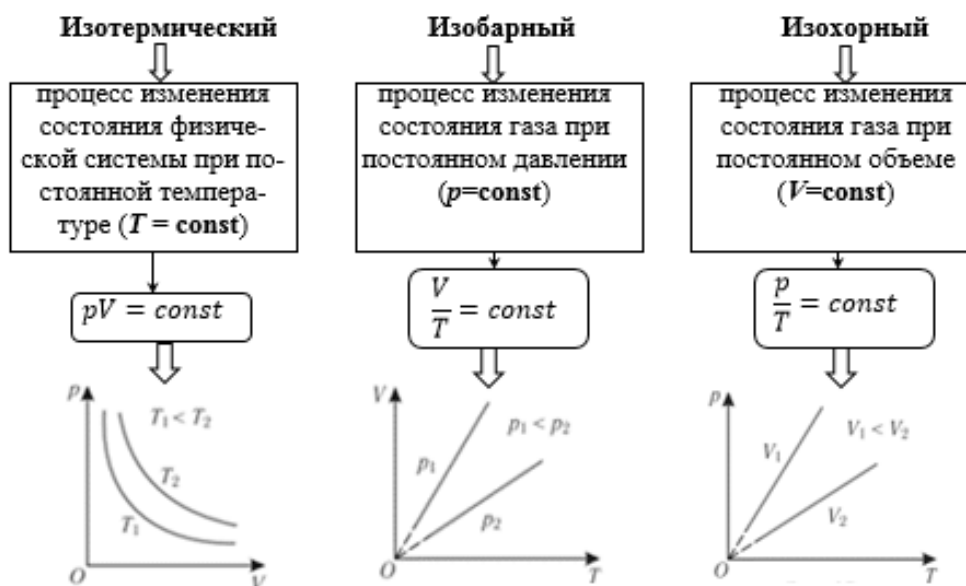 Изотермический
процесс изменения
состояния физиче-
ской системы при по-
стоянной темпера-
туре (T = const)
pV = const
p
T₁ < T₂
T₂
T₁
O
V
Изобарный
процесс изменения
состояния газа при
постоянном давлении
(p=const)
V/T = const
V
p₁ < p₂
p₁
p₂
O
T
Изохорный
процесс изменения
состояния газа при
постоянном объеме
(V=const)
p/T = const
p
V₁ < V₂
V₁
V₂
O
T